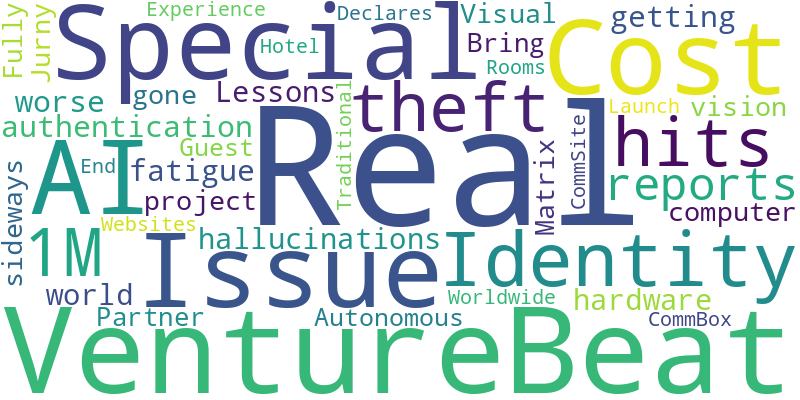 Fully
Jurny
Experience
Special
Declares
Hotel
Visual
Bring
Rooms
Cost
getting
worse
gone
Lessons
Traditional
theft
Launch
vision
authentication
Guest
Real
CommSite
hits
AI
End
fatigue
Matrix
reports
sideways
project
computer
Websites
1M
Issue
hallucinations
Identity
world
Worldwide
hardware
Partner
Autonomous
CommBox
VentureBeat